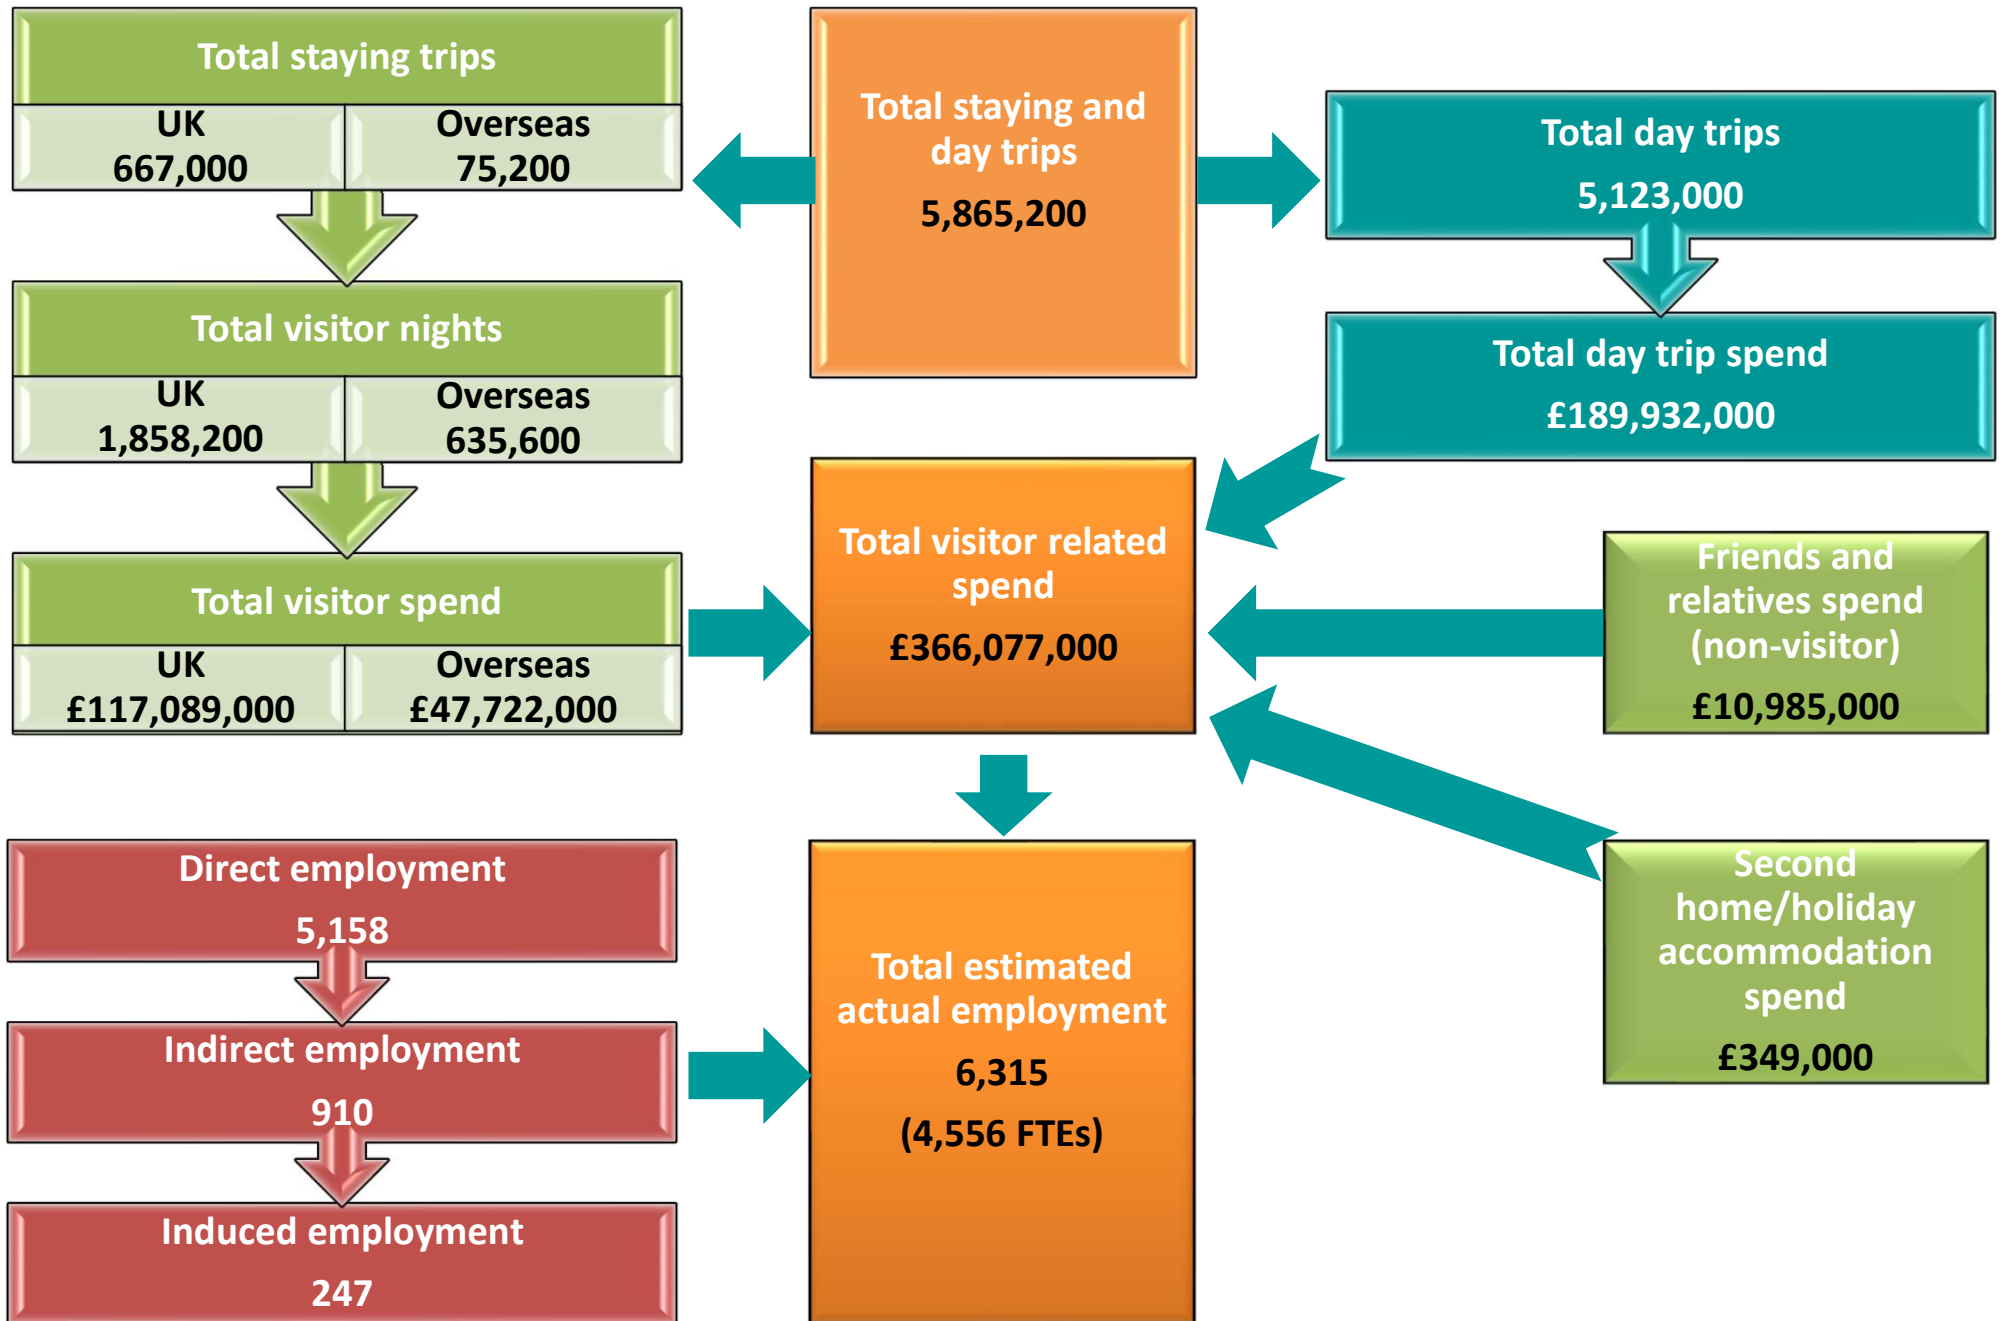 Total staying trips
UK
667,000
Overseas
75,200
Total visitor nights
UK
1,858,200
Overseas
635,600
Total visitor spend
UK
£117,089,000
Overseas
£47,722,000
Total staying and
day trips
5,865,200
Total day trips
5,123,000
Total day trip spend
£189,932,000
Total visitor related
spend
£366,077,000
Friends and
relatives spend
(non-visitor)
£10,985,000
Second
home/holiday
accommodation
spend
£349,000
Direct employment
5,158
Indirect employment
910
Induced employment
247
Total estimated
actual employment
6,315
(4,556 FTEs)